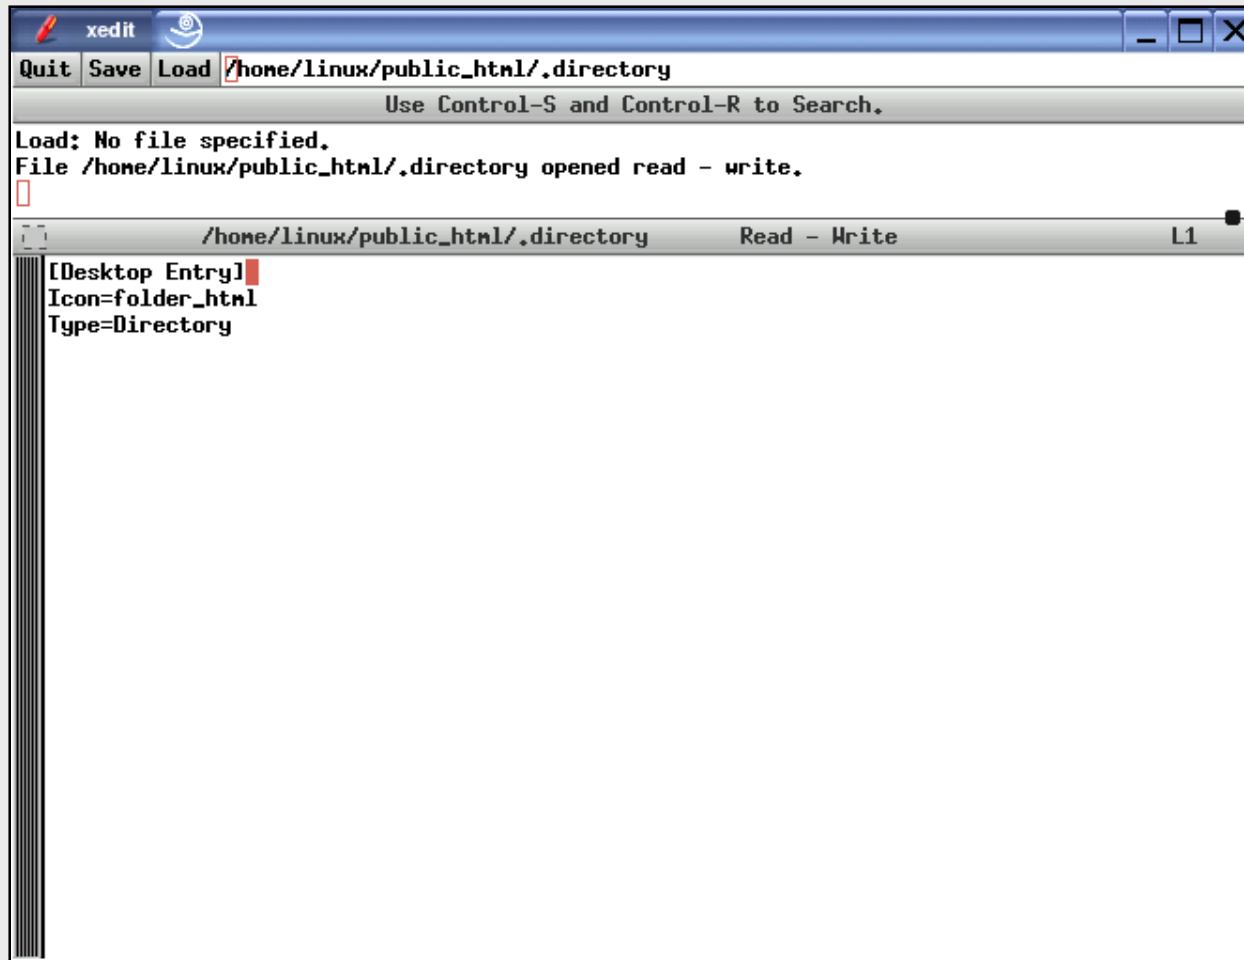 xedit
Quit Save Load /home/linux/public_html/.directory
Use Control-S and Control-R to Search.
Load: No file specified.
File /home/linux/public_html/.directory opened read - write.
/home/linux/public_html/.directory Read - Write L1
[Desktop Entry]
Icon=folder_html
Type=Directory